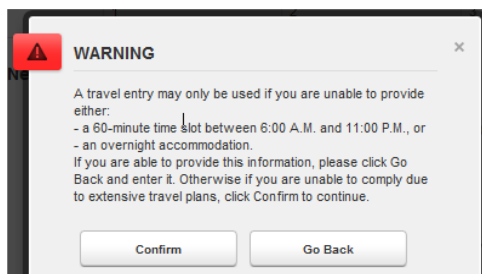 WARNING
×
A travel entry may only be used if you are unable to provide
either:
- a 60-minute time slot between 6:00 A.M. and 11:00 P.M., or
- an overnight accommodation.
If you are able to provide this information, please click Go
Back and enter it. Otherwise if you are unable to comply due
to extensive travel plans, click Confirm to continue.
Confirm
Go Back